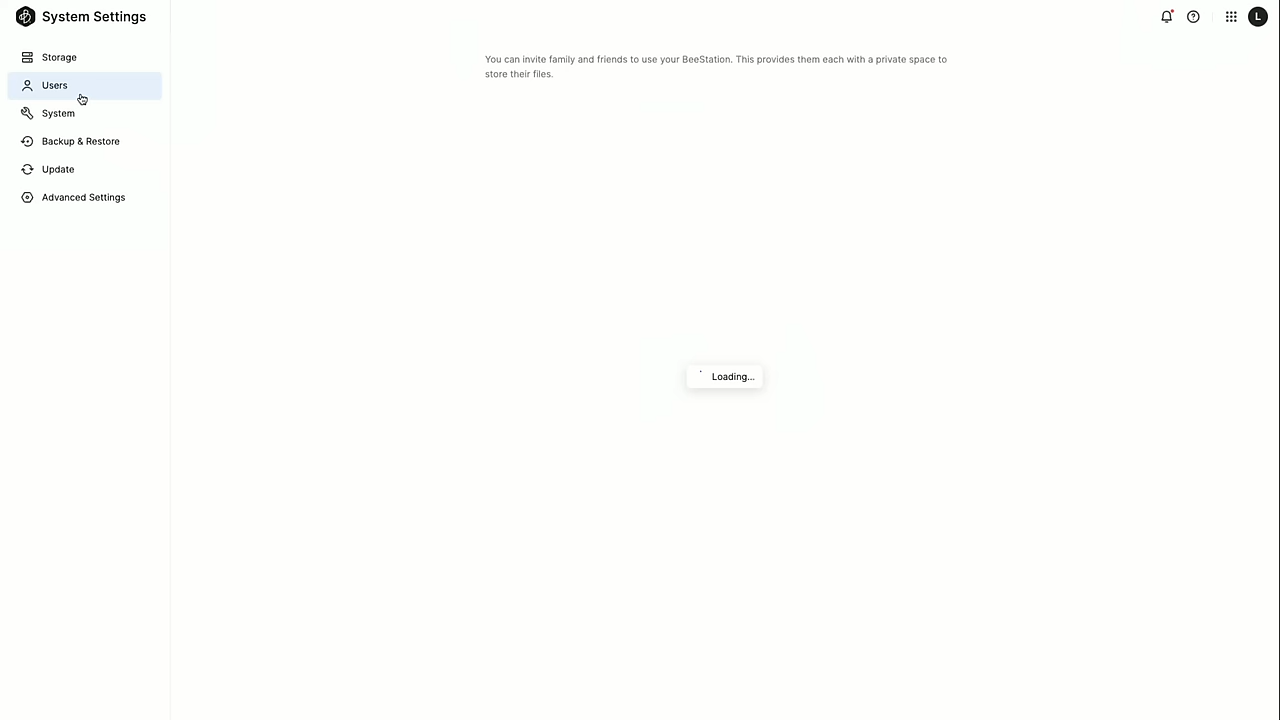 System Settings
L
Storage
Users
System
Backup & Restore
Update
Advanced Settings
You can invite family and friends to use your BeeStation. This provides them each with a private space to
store their files.
Loading...